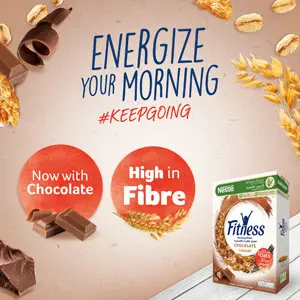 ENERGIZE
YOUR MORNING
#KEEPGOING
Now with
Chocolate
High in
Fibre
Nestlé
Fitness
CHOCOLATE